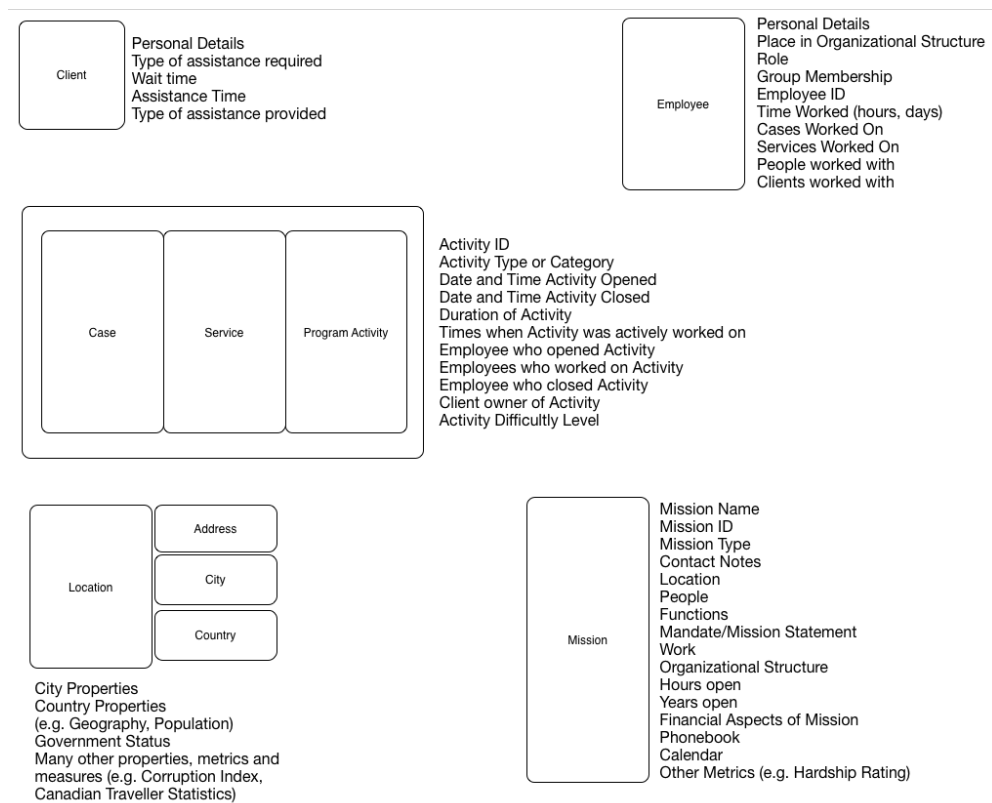 Client
Personal Details
Type of assistance required
Wait time
Assistance Time
Type of assistance provided
Employee
Personal Details
Place in Organizational Structure
Role
Group Membership
Employee ID
Time Worked (hours, days)
Cases Worked On
Services Worked On
People worked with
Clients worked with
Case
Service
Program Activity
Activity ID
Activity Type or Category
Date and Time Activity Opened
Date and Time Activity Closed
Duration of Activity
Times when Activity was actively worked on
Employee who opened Activity
Employees who worked on Activity
Employee who closed Activity
Client owner of Activity
Activity Difficultly Level
Location
Address
City
Country
City Properties
Country Properties
(e.g. Geography, Population)
Government Status
Many other properties, metrics and
measures (e.g. Corruption Index,
Canadian Traveller Statistics)
Mission
Mission Name
Mission ID
Mission Type
Contact Notes
Location
People
Functions
Mandate/Mission Statement
Work
Organizational Structure
Hours open
Years open
Financial Aspects of Mission
Phonebook
Calendar
Other Metrics (e.g. Hardship Rating)